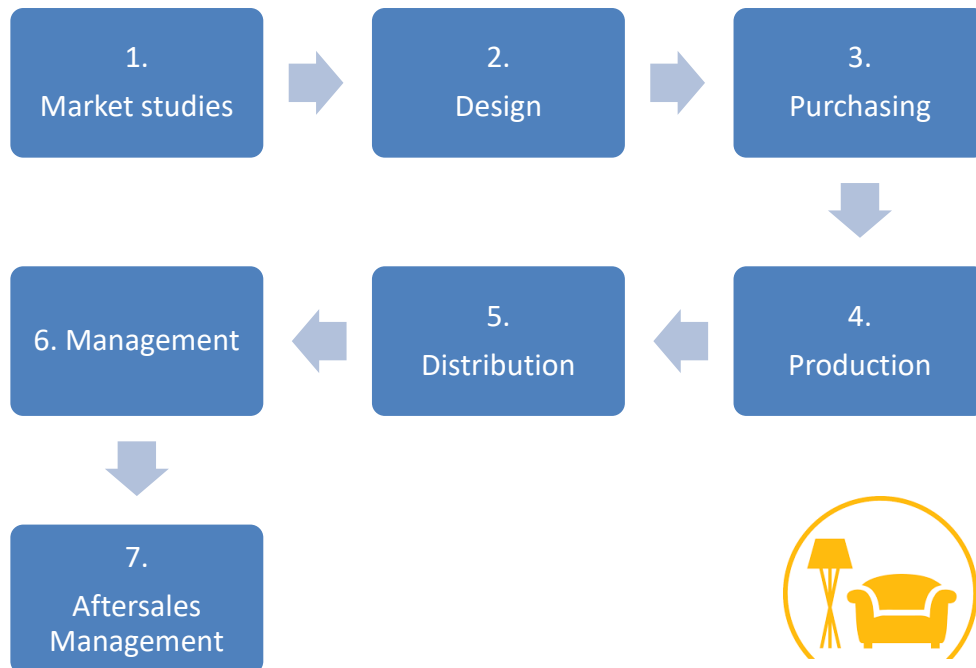 1.
Market studies
2.
Design
3.
Purchasing
4.
Production
5.
Distribution
6. Management
7.
Aftersales
Management